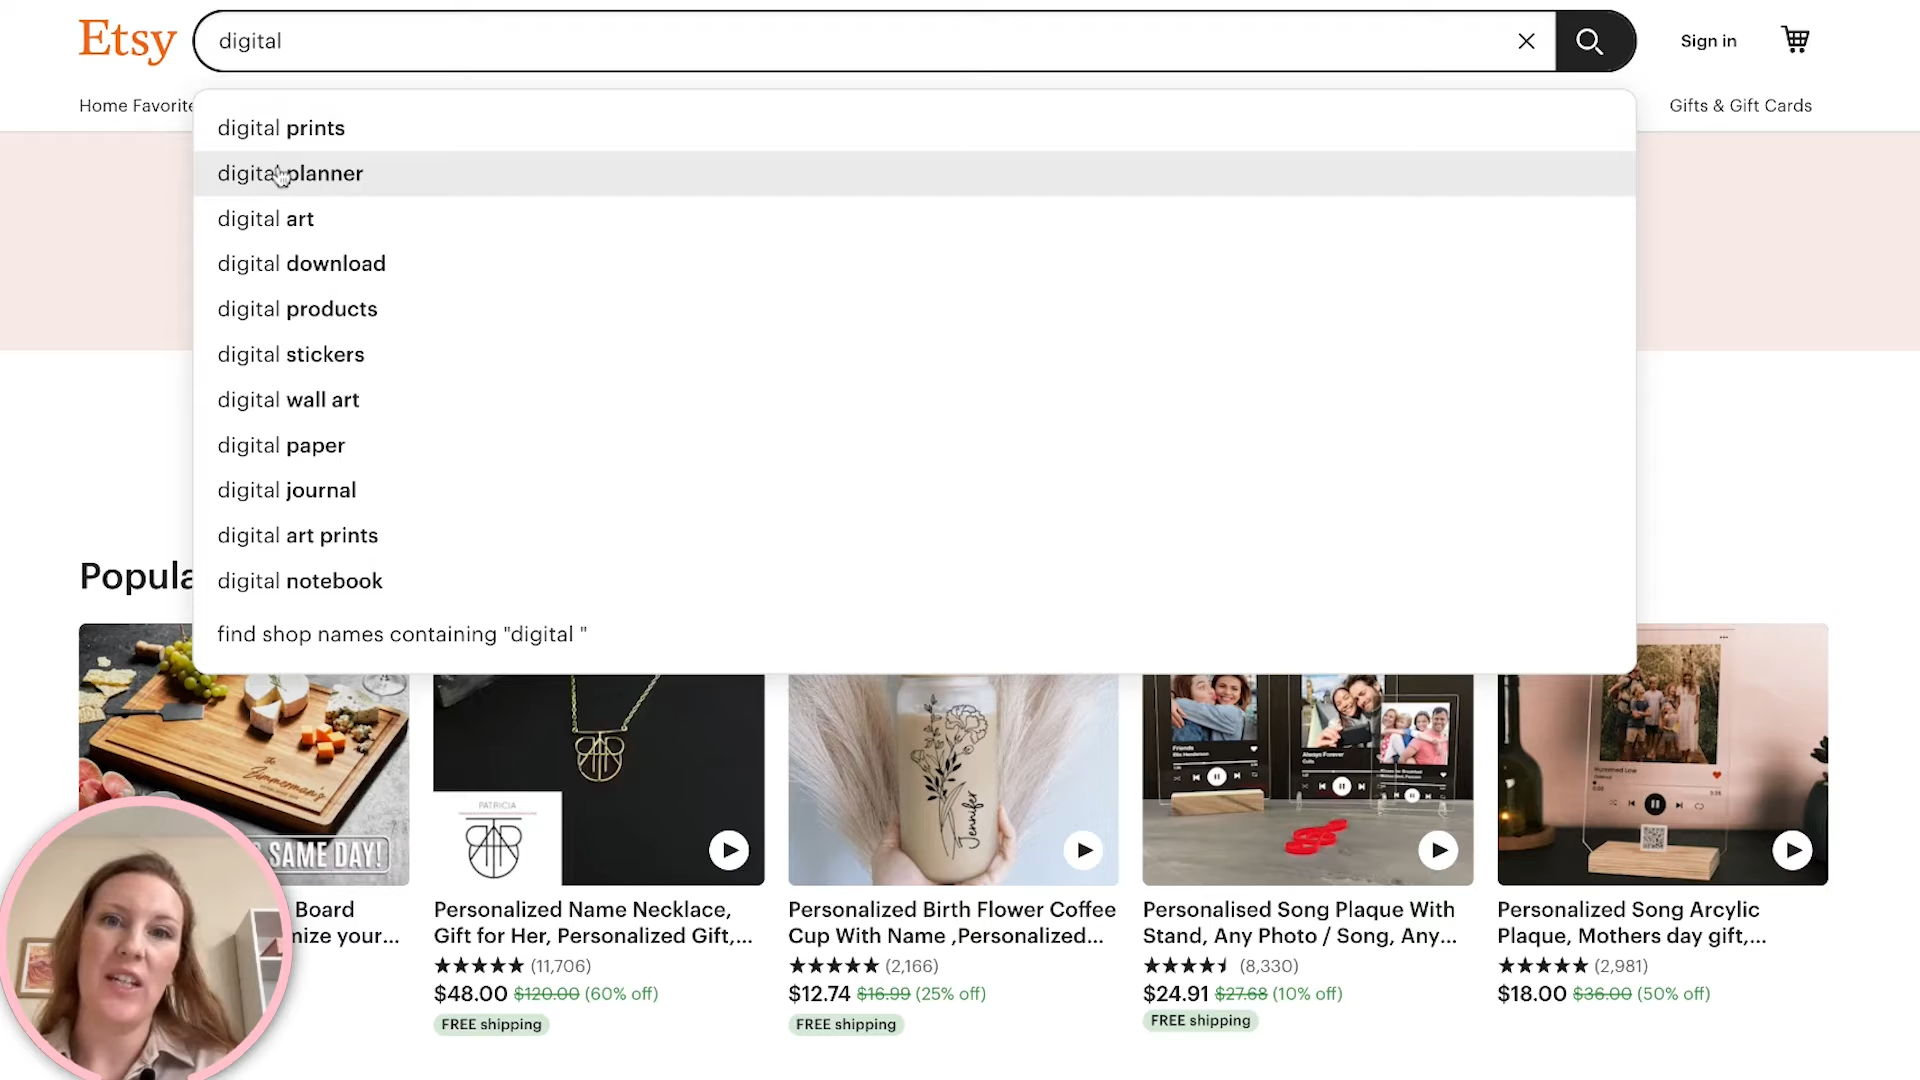 Etsy
digital
Sign in
Home Favorite
Gifts & Gift Cards
digital prints
digital planner
digital art
digital download
digital products
digital stickers
digital wall art
digital paper
digital journal
digital art prints
digital notebook
find shop names containing "digital "
Popula
Zimmerman's
SAME DAY!
PATRICIA
Jennifer
Friends
Always Forever
Board
nize your...
Personalized Name Necklace,
Gift for Her, Personalized Gift,...
(11,706)
$48.00 $120.00 (60% off)
FREE shipping
Personalized Birth Flower Coffee
Cup With Name ,Personalized...
(2,166)
$12.74 $16.99 (25% off)
FREE shipping
Personalised Song Plaque With
Stand, Any Photo / Song, Any...
(8,330)
$24.91 $27.68 (10% off)
FREE shipping
Personalized Song Arcylic
Plaque, Mothers day gift,...
(2,981)
$18.00 $36.00 (50% off)